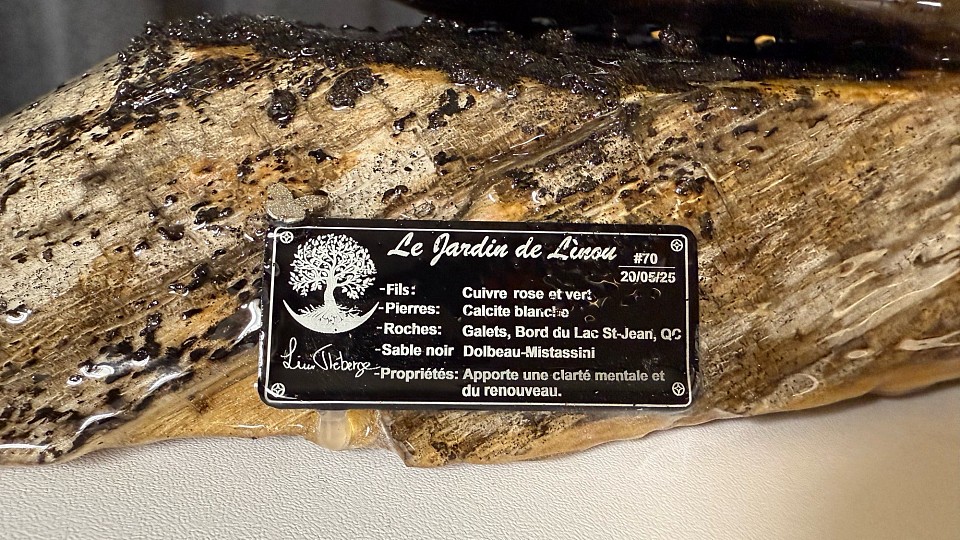 Le Jardin de Lìnou
#70
20/05/25
-Fils: Cuivre rose et vert
-Pierres: Calcite blanche
-Roches: Galets, Bord du Lac St-Jean, QC
-Sable noir Dolbeau-Mistassini
-Propriétés: Apporte une clarté mentale et
du renouveau.